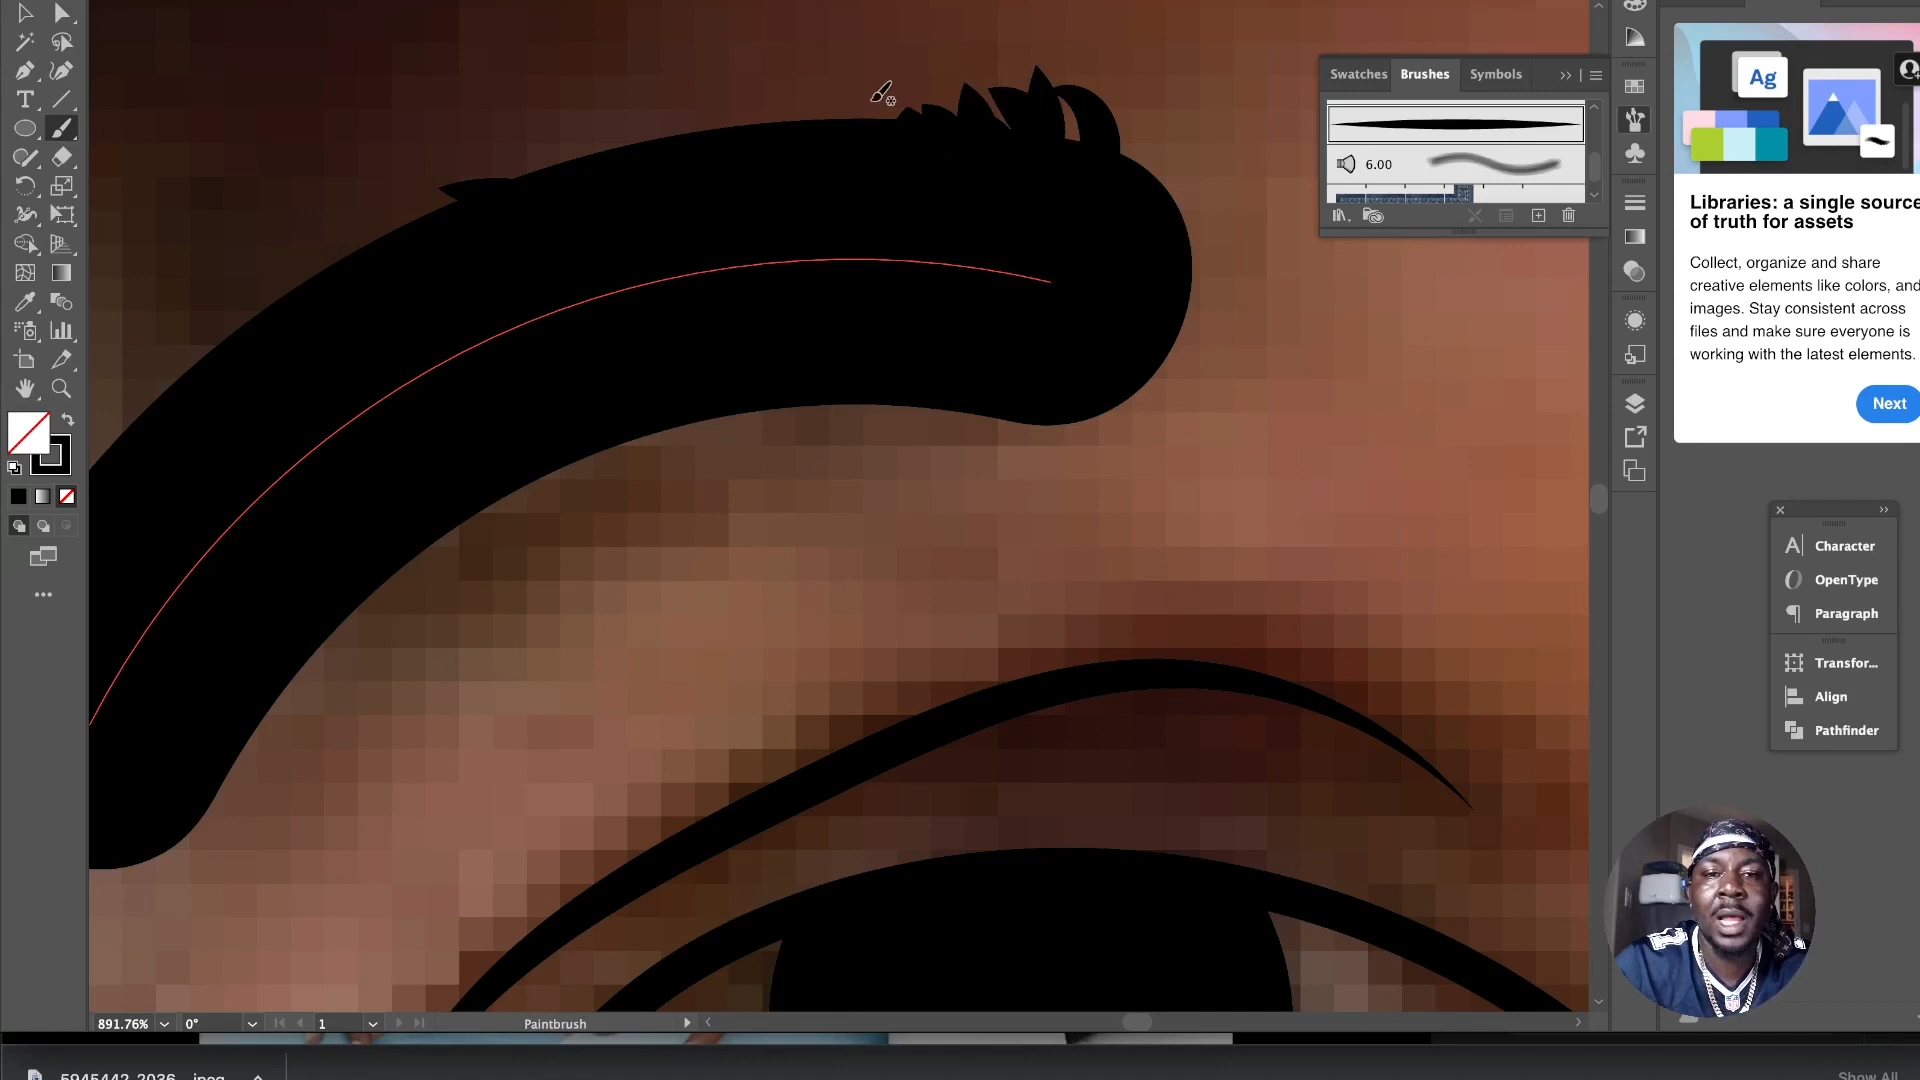 Swatches Brushes Symbols
6.00
Ag
Libraries: a single source
of truth for assets
Collect, organize and share
creative elements like colors, and
images. Stay consistent across
files and make sure everyone is
working with the latest elements.
Next
Character
OpenType
Paragraph
Transfor...
Align
Pathfinder
891.76% 0° 1 Paintbrush
5945442-2036....jpeg
Show All